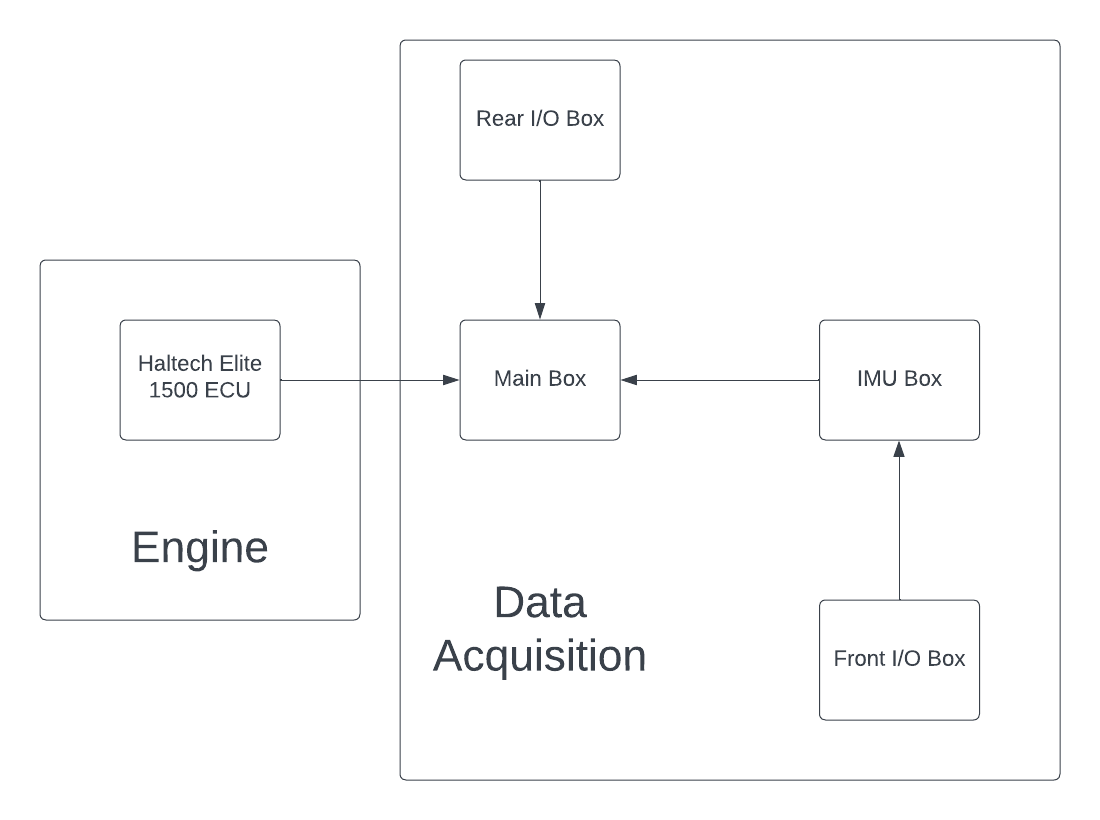 Rear I/O Box
Haltech Elite
1500 ECU
Main Box
IMU Box
Engine
Data
Acquisition
Front I/O Box